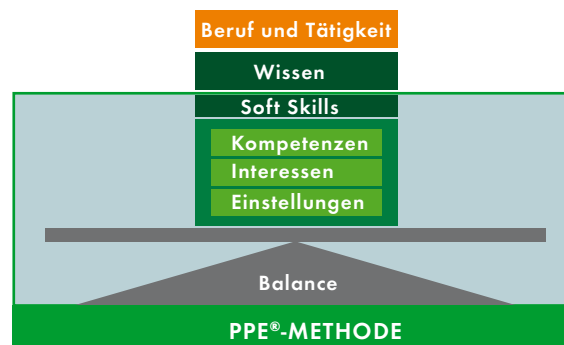 Beruf und Tätigkeit
Wissen
Soft Skills
Kompetenzen
Interessen
Einstellungen
Balance
PPE®-METHODE